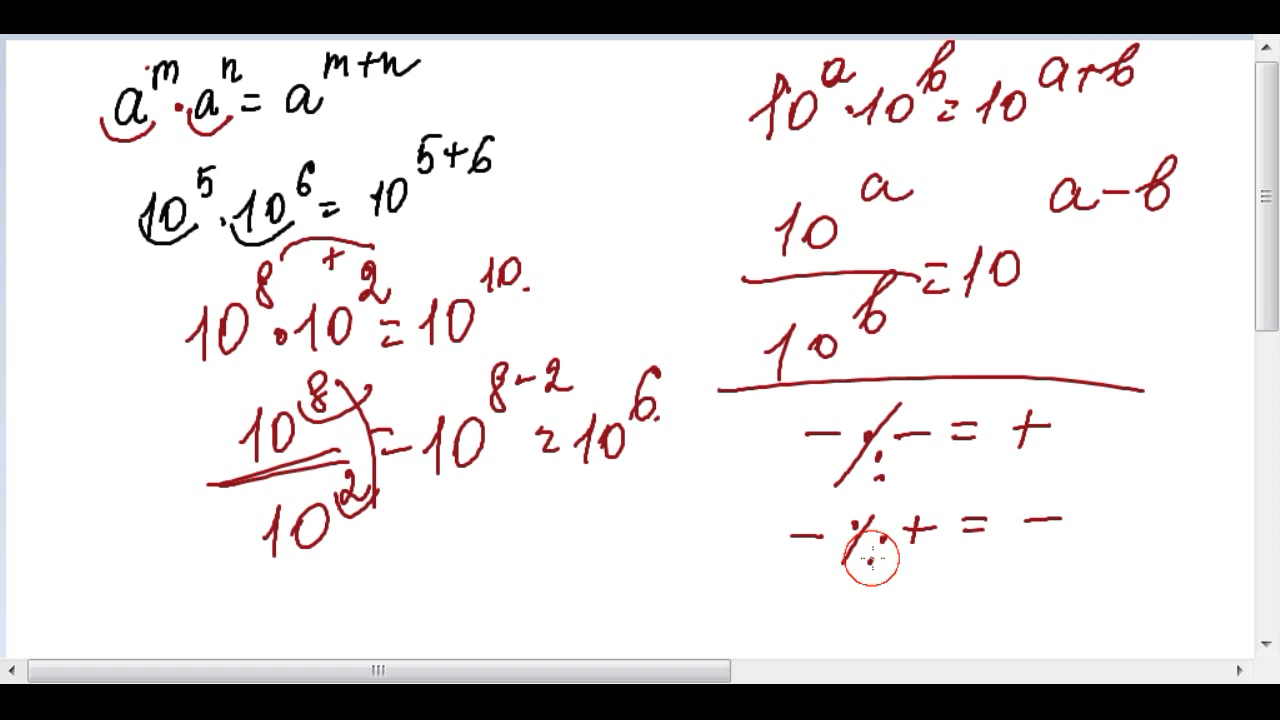 a^m · a^n = a^{m+n}
10^5 · 10^6 = 10^{5+6}
+
10^8 · 10^2 = 10^{10}.
10^8 / 10^2 = 10^{8-2} = 10^6.
10^a · 10^b = 10^{a+b}
10^a / 10^b = 10^{a-b}
- · / : - = +
- · / : + = -